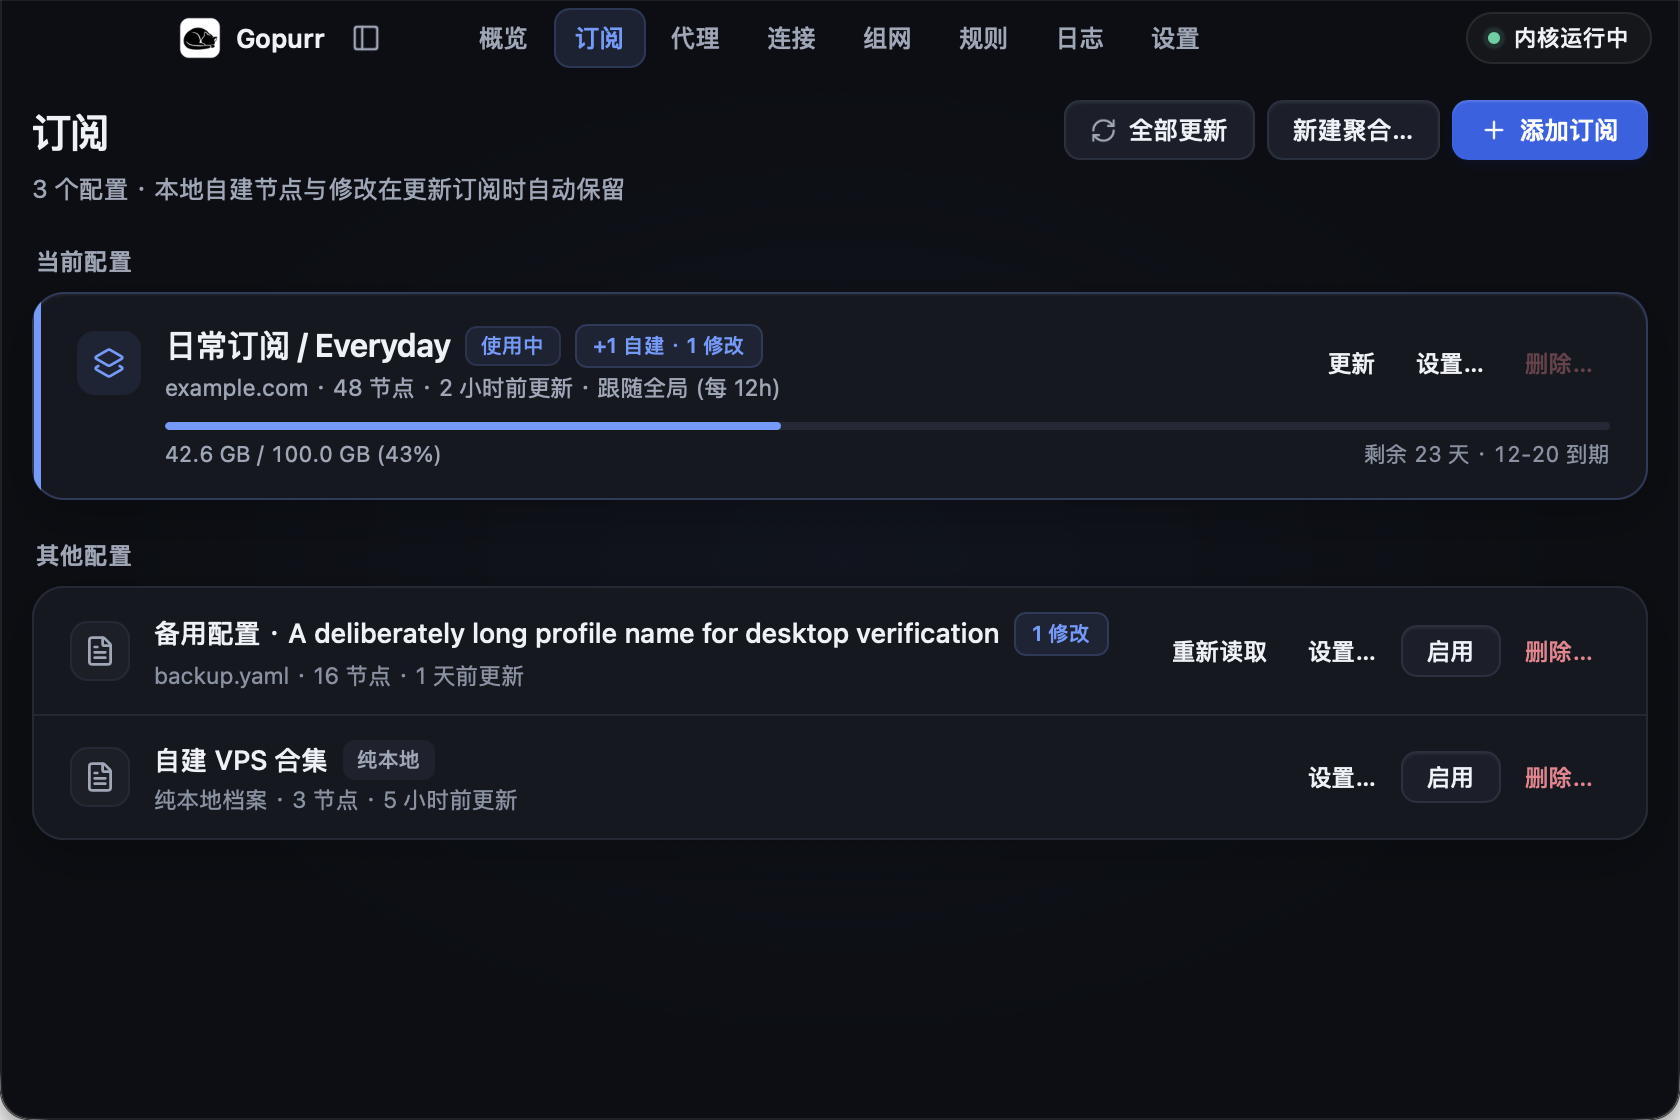 Gopurr 概览 订阅 代理 连接 组网 规则 日志 设置 内核运行中
订阅 全部更新 新建聚合... 添加订阅
3 个配置 · 本地自建节点与修改在更新订阅时自动保留
当前配置
日常订阅 / Everyday 使用中 +1 自建 · 1 修改
更新 设置... 删除...
example.com · 48 节点 · 2 小时前更新 · 跟随全局 (每 12h)
42.6 GB / 100.0 GB (43%) 剩余 23 天 · 12-20 到期
其他配置
备用配置 · A deliberately long profile name for desktop verification 1 修改
重新读取 设置... 启用 删除...
backup.yaml · 16 节点 · 1 天前更新
自建 VPS 合集 纯本地
设置... 启用 删除...
纯本地档案 · 3 节点 · 5 小时前更新